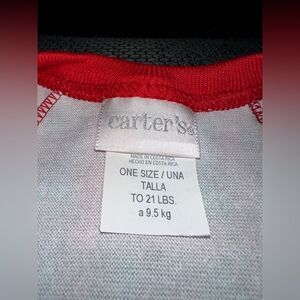 carter's®
MADE IN COSTA RICA
HECHO EN COSTA RICA
ONE SIZE / UNA
TALLA
TO 21 LBS.
a 9.5 kg